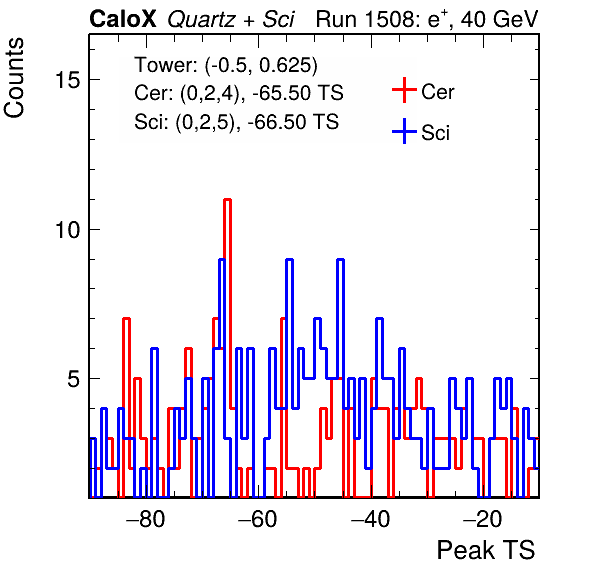 CaloX Quartz + Sci Run 1508: e⁺, 40 GeV
Tower: (-0.5, 0.625)
Cer: (0,2,4), -65.50 TS
Sci: (0,2,5), -66.50 TS
Cer
Sci
Counts
15
10
5
−80 −60 −40 −20
Peak TS